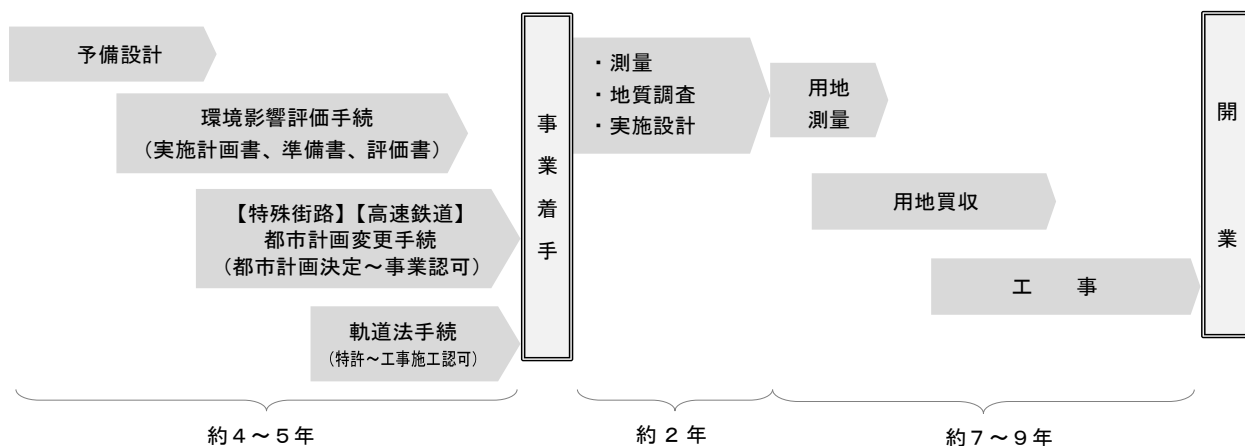 予備設計
環境影響評価手続
（実施計画書、準備書、評価書）
【特殊街路】【高速鉄道】
都市計画変更手続
（都市計画決定～事業認可）
軌道法手続
（特許～工事施工認可）
事業着手
・測量
・地質調査
・実施設計
用地
測量
用地買収
工　事
開業
約４～５年
約２年
約７～９年